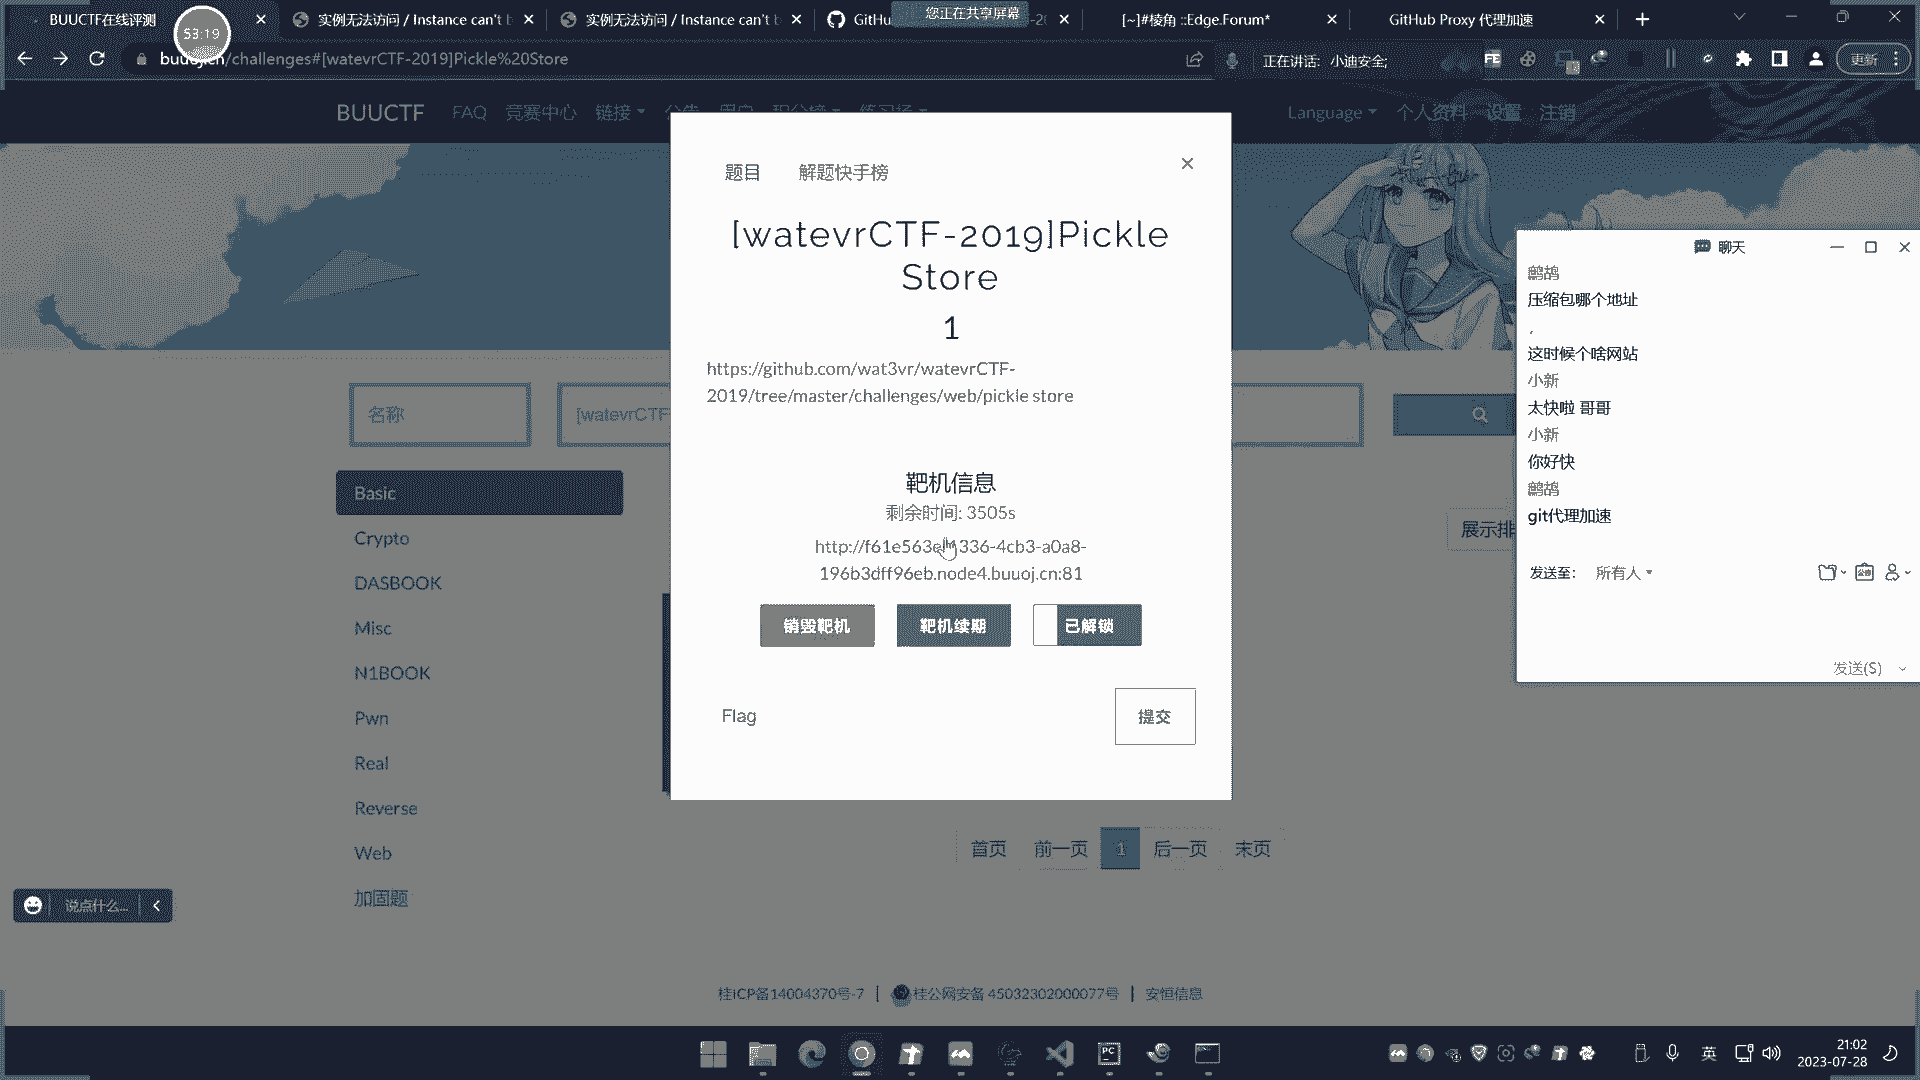 BUUCTF在线评测
实例无法访问 / Instance can't b
实例无法访问 / Instance can't b
GitHu
您正在共享屏幕
[~]#棱角 ::Edge.Forum*
GitHub Proxy 代理加速
53:19
buuoj.cn/challenges#[watevrCTF-2019]Pickle%20Store
正在讲话: 小迪安全;
更新
BUUCTF
FAQ
竞赛中心
链接
公告
用户
积分榜
练习场
Language
个人资料
设置
注销
题目
解题快手榜
[watevrCTF-2019]Pickle
Store
1
https://github.com/wat3vr/watevrCTF-
2019/tree/master/challenges/web/pickle store
靶机信息
剩余时间: 3505s
196b3dff96eb.node4.buuoj.cn:81
销毁靶机
靶机续期
已解锁
Flag
提交
名称
[watevrCTF
展示排
Basic
Crypto
DASBOOK
Misc
N1BOOK
Pwn
Real
Reverse
Web
加固题
首页
前一页
1
后一页
末页
聊天
鹧鸪
压缩包哪个地址
.
这时候个啥网站
小新
太快啦 哥哥
小新
你好快
鹧鸪
git代理加速
发送至:
所有人
发送(S)
说点什么...
桂ICP备14004370号-7 | 桂公网安备 45032302000077号 | 安恒信息
英
21:02
2023-07-28